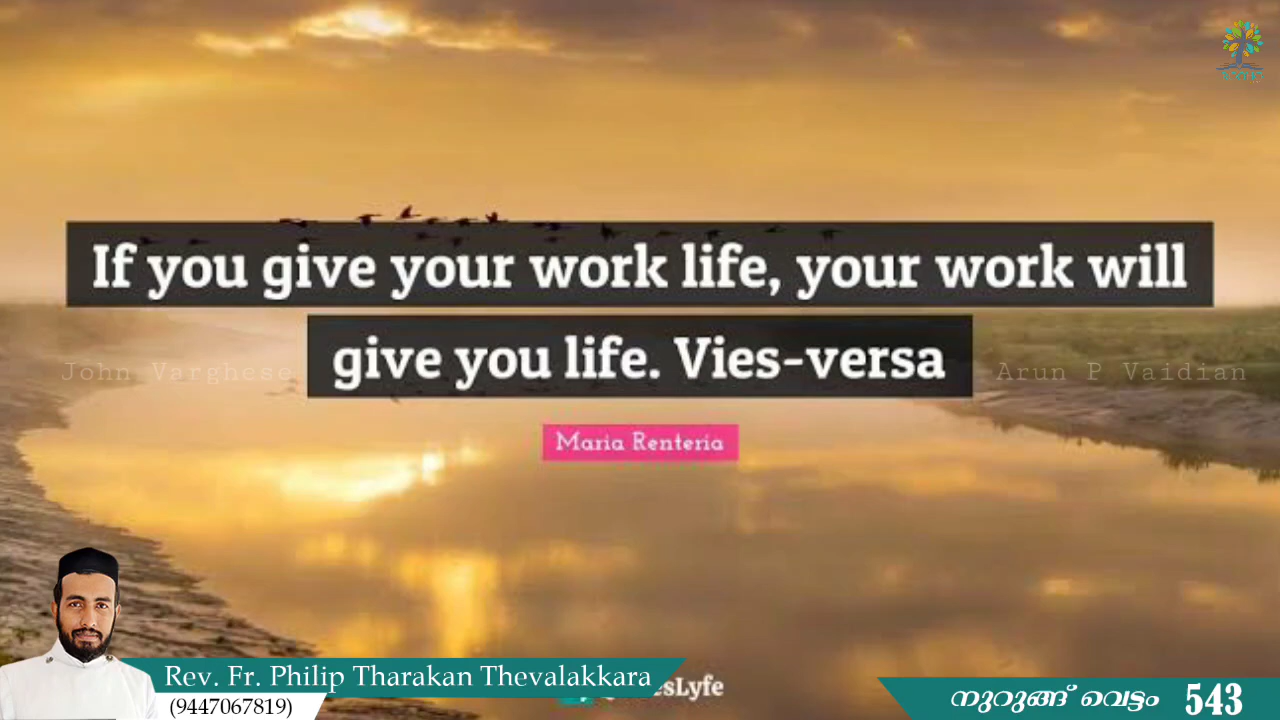 If you give your work life, your work will
give you life. Vies-versa
John Varghese
Arun P Vaidian
Maria Renteria
Rev. Fr. Philip Tharakan Thevalakkara
(9447067819)
നുറുങ്ങ് വെട്ടം 543